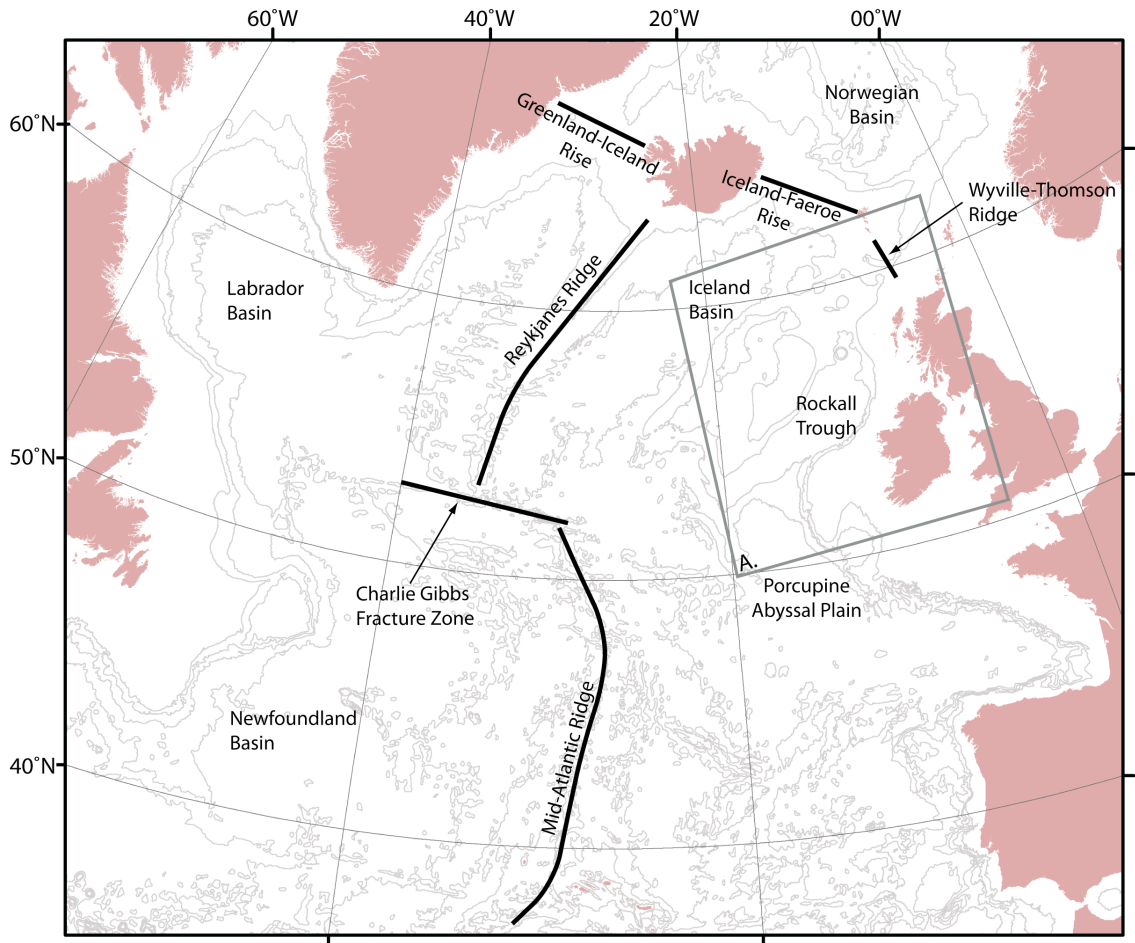 60°W
40°W
20°W
00°W
60°N
50°N
40°N
Greenland-Iceland
Rise
Norwegian
Basin
Iceland-Faeroe
Rise
Wyville-Thomson
Ridge
Labrador
Basin
Reykjanes Ridge
Iceland
Basin
Rockall
Trough
A.
Porcupine
Abyssal Plain
Charlie Gibbs
Fracture Zone
Newfoundland
Basin
Mid-Atlantic Ridge